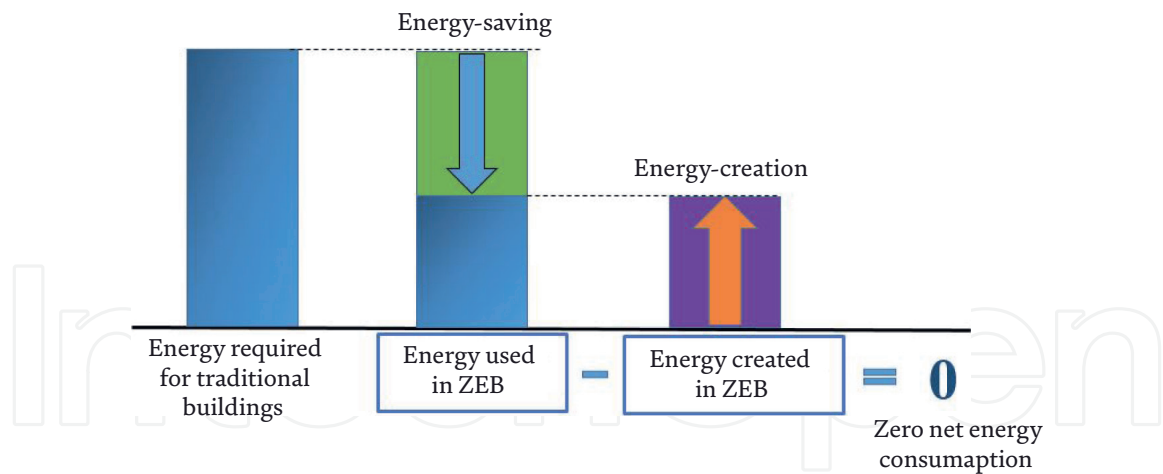 Energy-saving
Energy-creation
Energy required
for traditional
buildings
Energy used
in ZEB
-
Energy created
in ZEB
= 0
Zero net energy
consumaption
IntechOpen